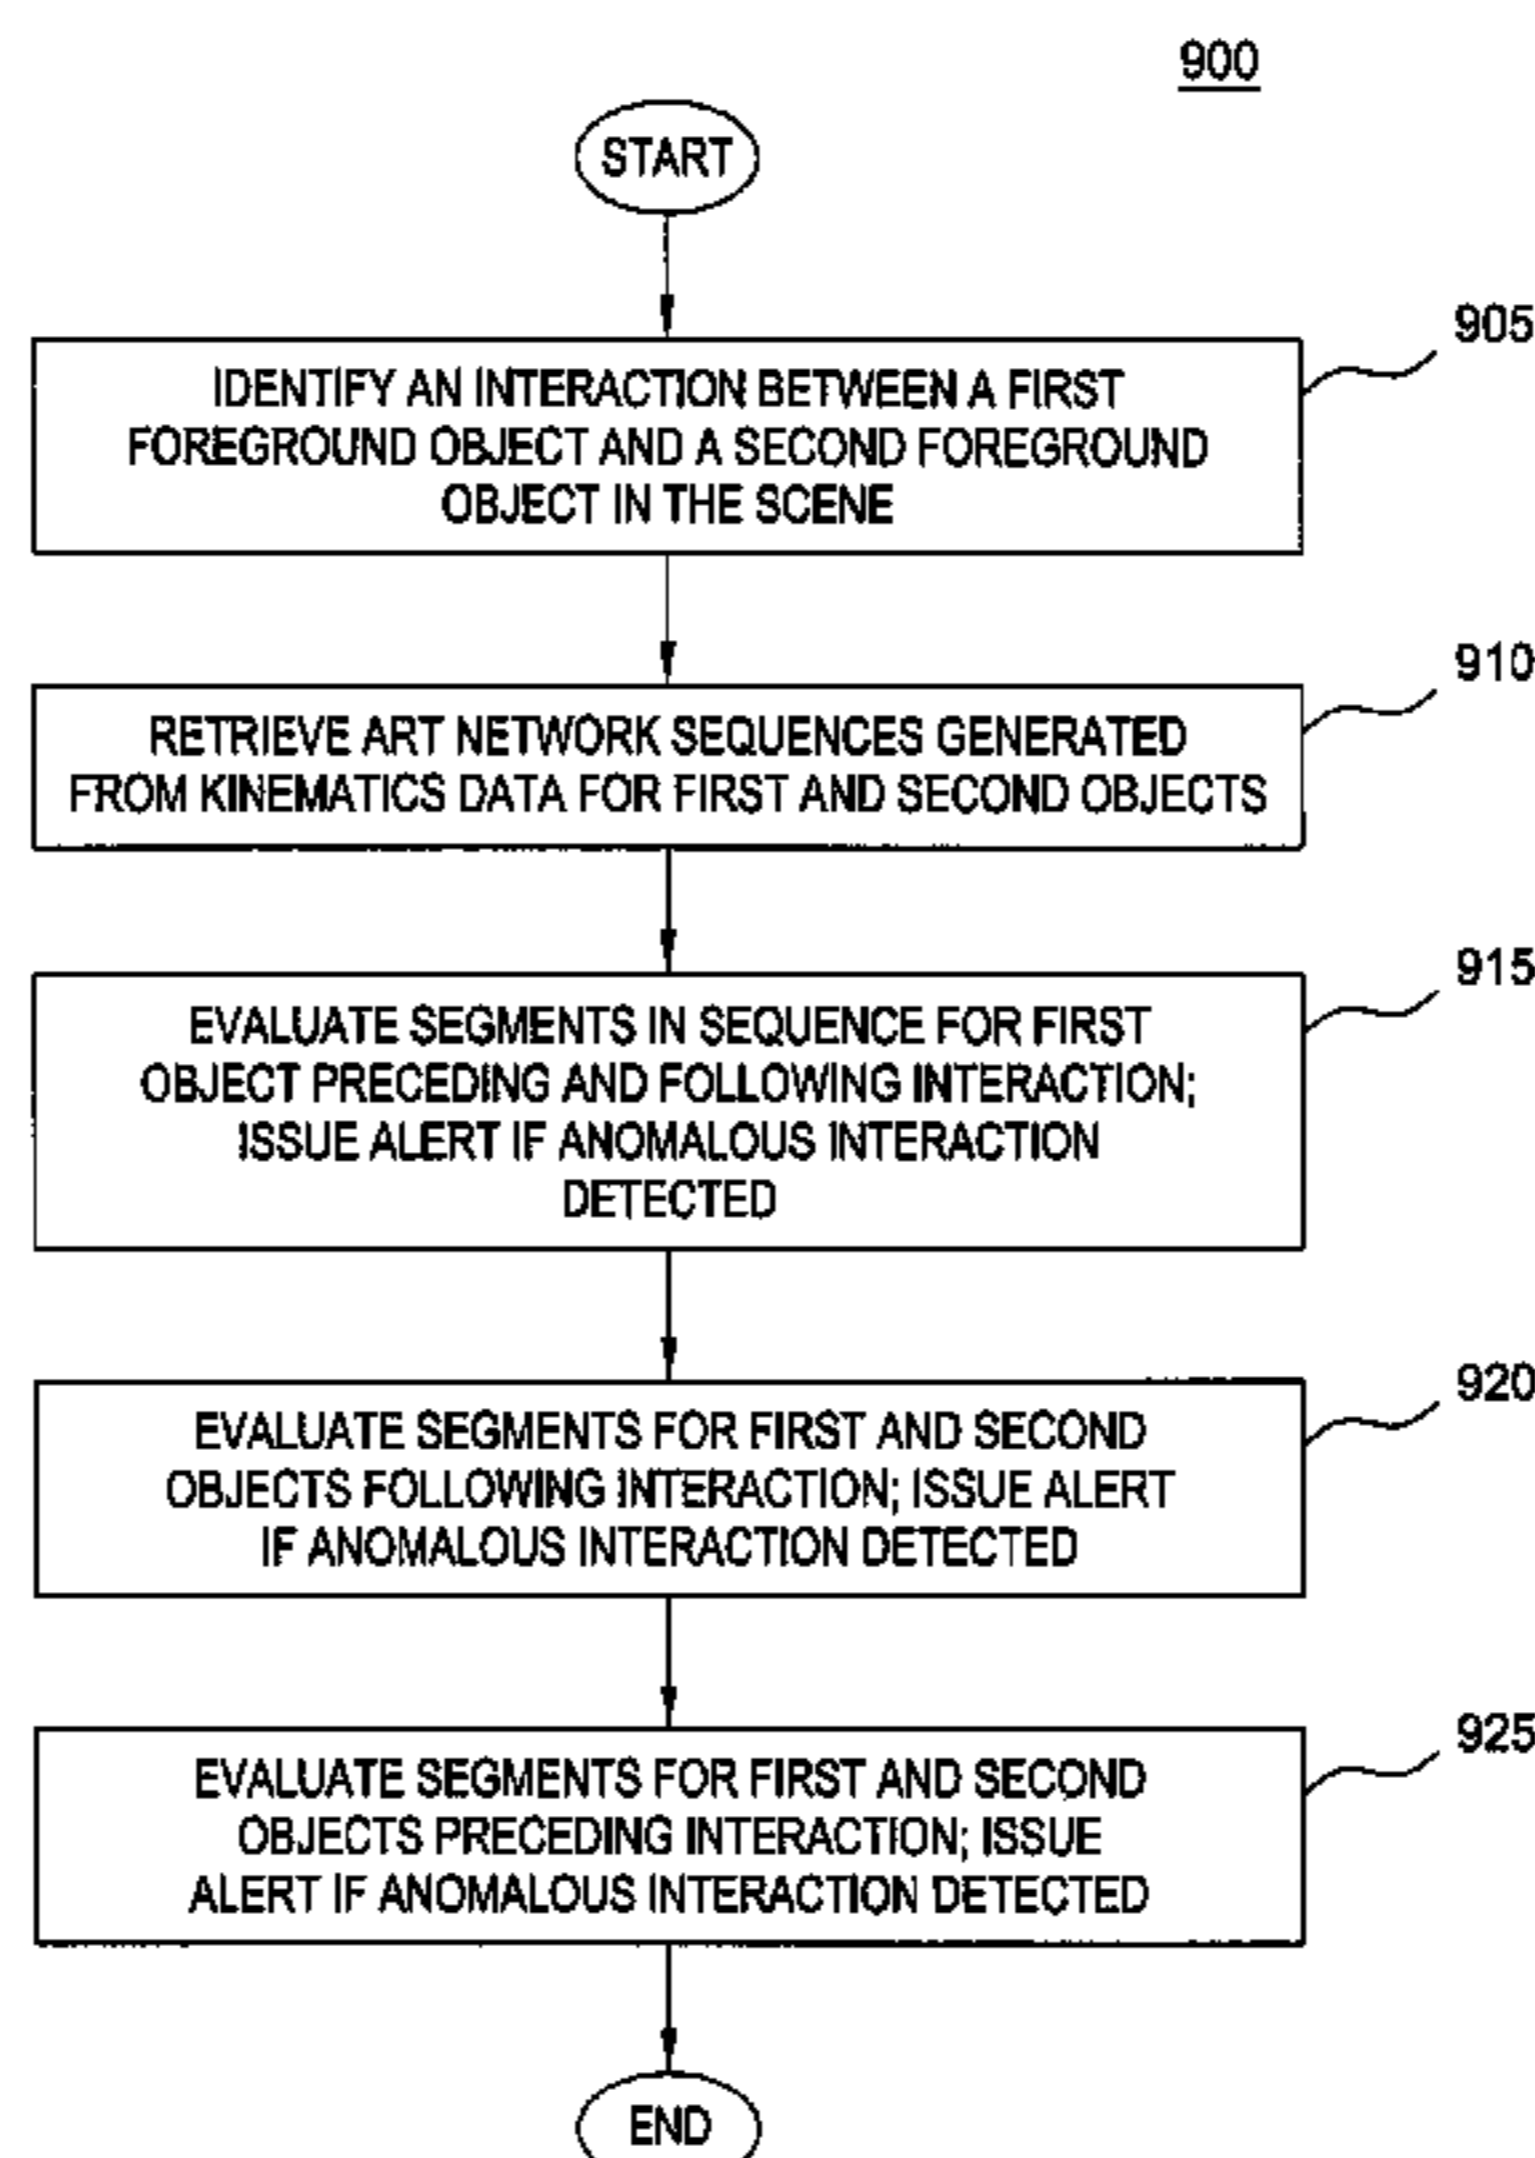 900
START
905
IDENTIFY AN INTERACTION BETWEEN A FIRST
FOREGROUND OBJECT AND A SECOND FOREGROUND
OBJECT IN THE SCENE
910
RETRIEVE ART NETWORK SEQUENCES GENERATED
FROM KINEMATICS DATA FOR FIRST AND SECOND OBJECTS
915
EVALUATE SEGMENTS IN SEQUENCE FOR FIRST
OBJECT PRECEDING AND FOLLOWING INTERACTION;
ISSUE ALERT IF ANOMALOUS INTERACTION
DETECTED
920
EVALUATE SEGMENTS FOR FIRST AND SECOND
OBJECTS FOLLOWING INTERACTION; ISSUE ALERT
IF ANOMALOUS INTERACTION DETECTED
925
EVALUATE SEGMENTS FOR FIRST AND SECOND
OBJECTS PRECEDING INTERACTION; ISSUE
ALERT IF ANOMALOUS INTERACTION DETECTED
END